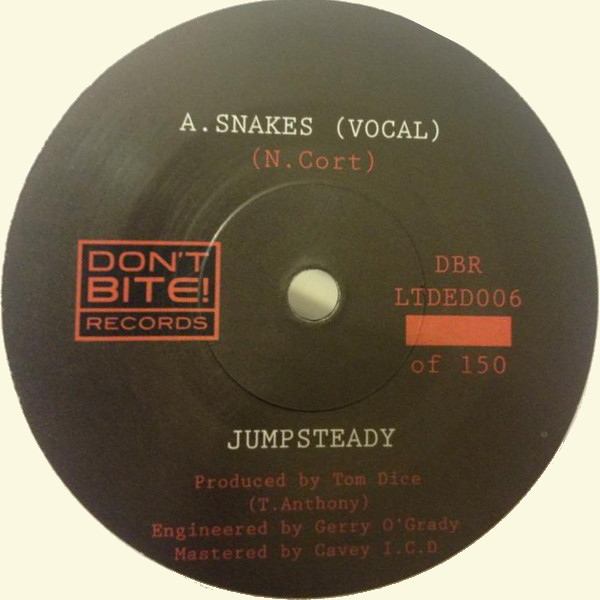 A.SNAKES (VOCAL)
(N.Cort)
DON'T
BITE!
RECORDS
DBR
LTDED006
of 150
JUMPSTEADY
Produced by Tom Dice
(T.Anthony)
Engineered by Gerry O'Grady
Mastered by Cavey I.C.D